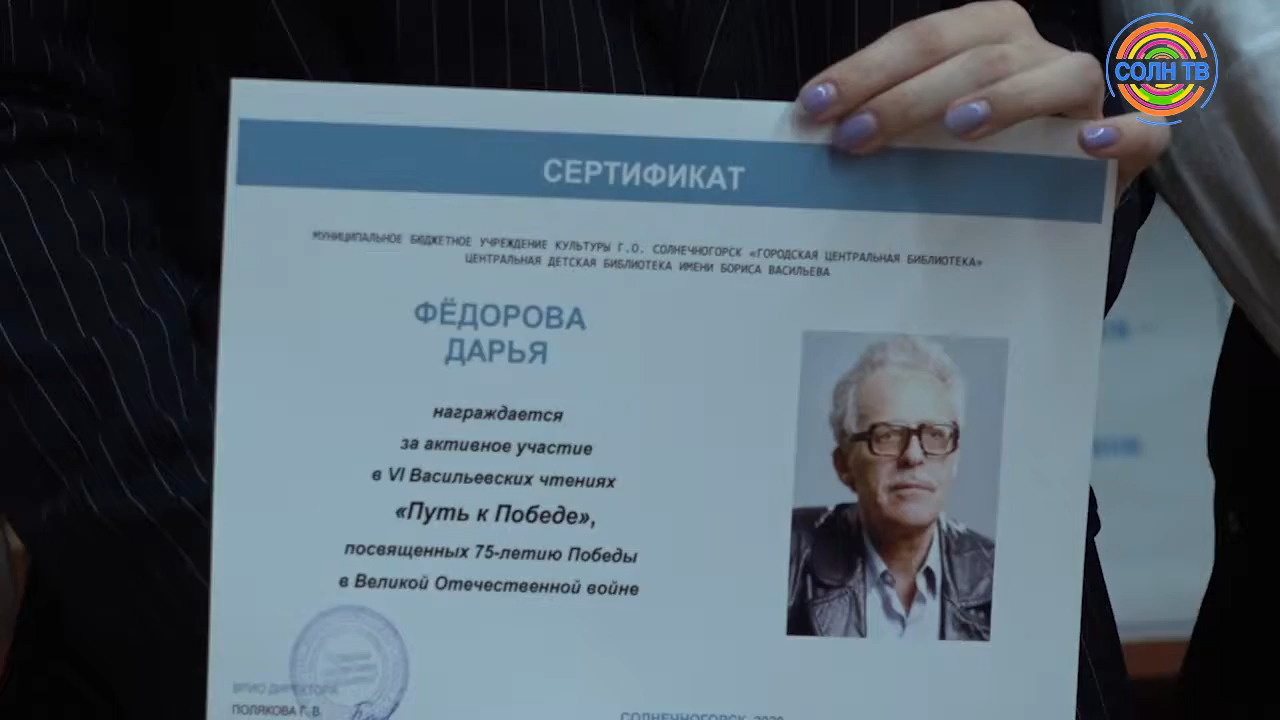 СОЛН ТВ
СЕРТИФИКАТ
МУНИЦИПАЛЬНОЕ БЮДЖЕТНОЕ УЧРЕЖДЕНИЕ КУЛЬТУРЫ Г.О. СОЛНЕЧНОГОРСК «ГОРОДСКАЯ ЦЕНТРАЛЬНАЯ БИБЛИОТЕКА»
ЦЕНТРАЛЬНАЯ ДЕТСКАЯ БИБЛИОТЕКА ИМЕНИ БОРИСА ВАСИЛЬЕВА
ФЁДОРОВА
ДАРЬЯ
награждается
за активное участие
в VI Васильевских чтениях
«Путь к Победе»,
посвященных 75-летию Победы
в Великой Отечественной войне
ВРИО ДИРЕКТОРА
ПОЛЯКОВА Г. В.
СОЛНЕЧНОГОРСК, 2020